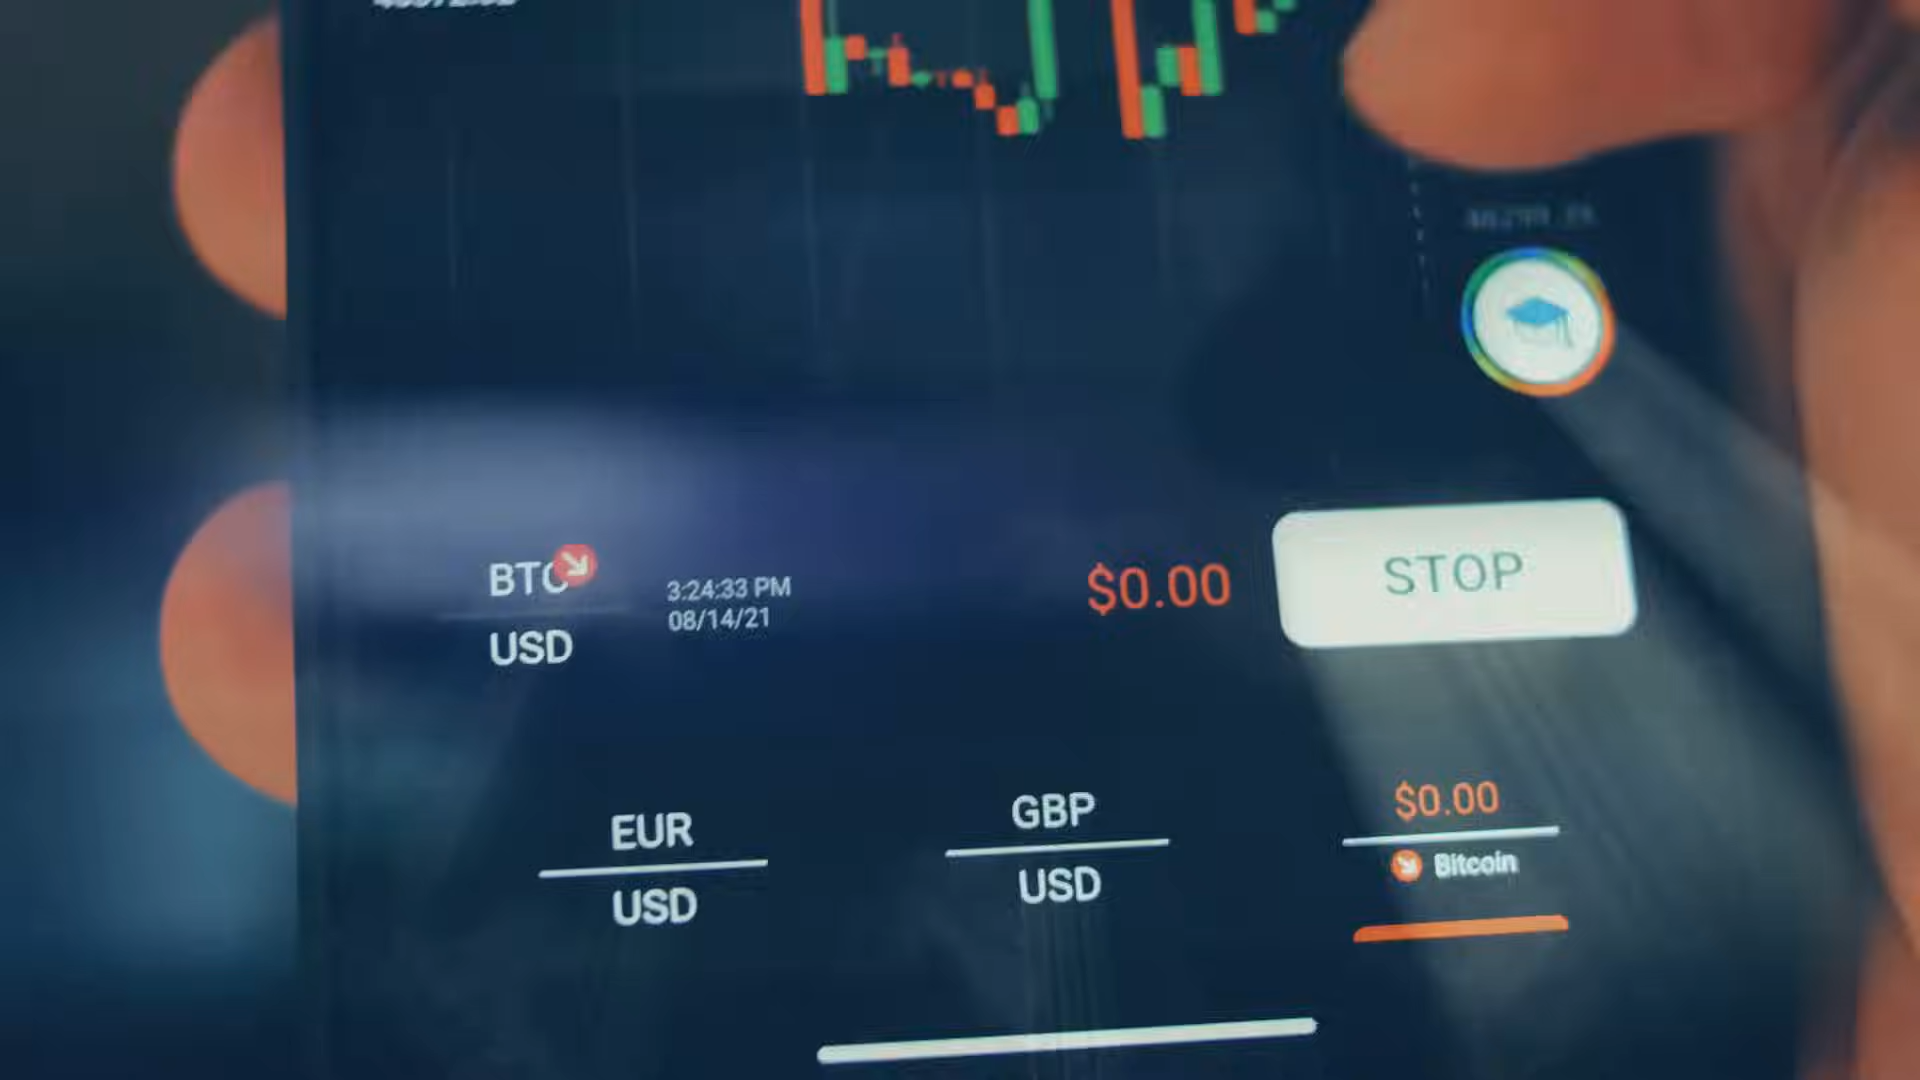 BTC
3:24:33 PM
08/14/21
USD
$0.00
STOP
EUR
USD
GBP
USD
$0.00
Bitcoin